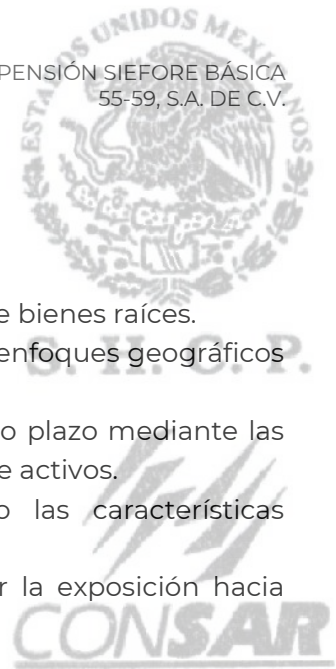 PENSIÓN SIEFORE BÁSICA
55-59, S.A. DE C.V.
ESTADOS UNIDOS MEXICANOS
e bienes raíces.
enfoques geográficos
S. H. C. P.
o plazo mediante las
e activos.
o las características
r la exposición hacia
CONSAR